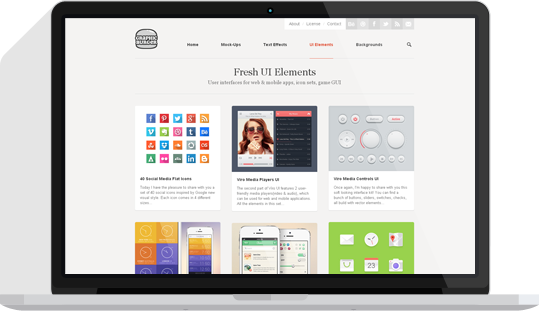 About
License
Contact
GRAPHIC
BURGER
Home
Mock-Ups
Text Effects
UI Elements
Backgrounds
Fresh UI Elements
User interfaces for web & mobile apps, icon sets, game GUI
40 Social Media Flat Icons
Today I have the pleasure to share with you a
set of 40 social icons inspired by Google new
visual style. Each icon comes in 4 different
sizes.
Viro Media Players UI
The second part of Viro UI features 2 user
friendly media players(video & audio), which
can be used for web and mobile applications.
All the elements in this set
Viro Media Controls UI
Once again, I'm happy to share with you this
soft looking interface kit! You can find a
bunch of buttons, sliders, switches, checks,
all build with vector elements
23